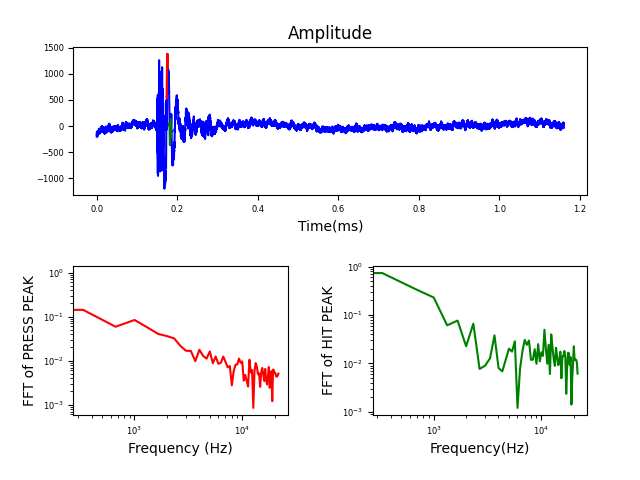 Amplitude
1500
1000
500
0
−500
−1000
0.0 0.2 0.4 0.6 0.8 1.0 1.2
Time(ms)
FFT of PRESS PEAK
10⁰
10⁻¹
10⁻²
10⁻³
10³ 10⁴
Frequency (Hz)
FFT of HIT PEAK
10⁰
10⁻¹
10⁻²
10⁻³
10³ 10⁴
Frequency(Hz)